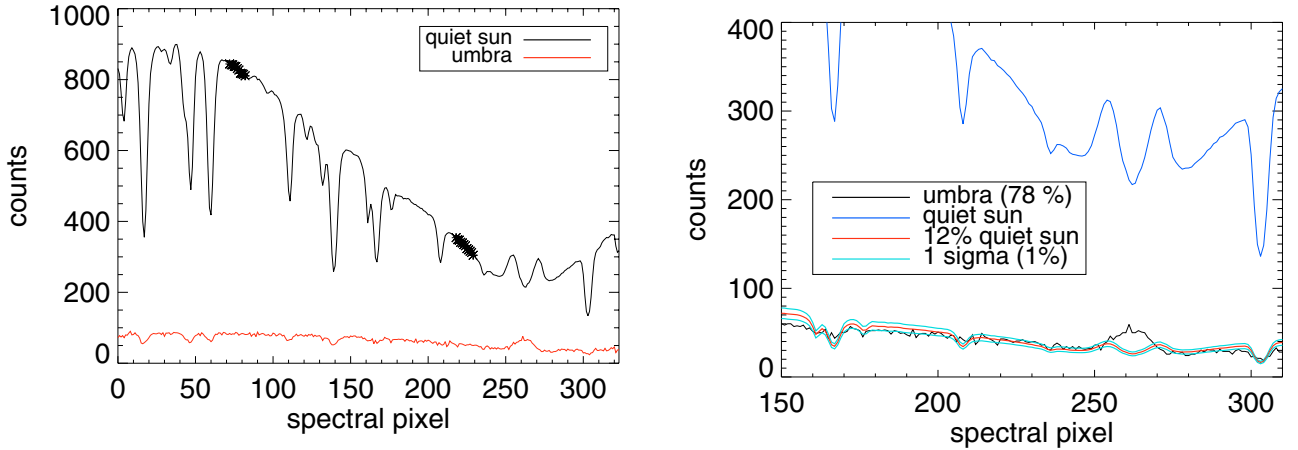 1000
800
600
400
200
0
counts
quiet sun
umbra
0 50 100 150 200 250 300
spectral pixel
400
300
200
100
0
counts
umbra (78 %)
quiet sun
12% quiet sun
1 sigma (1%)
150 200 250 300
spectral pixel